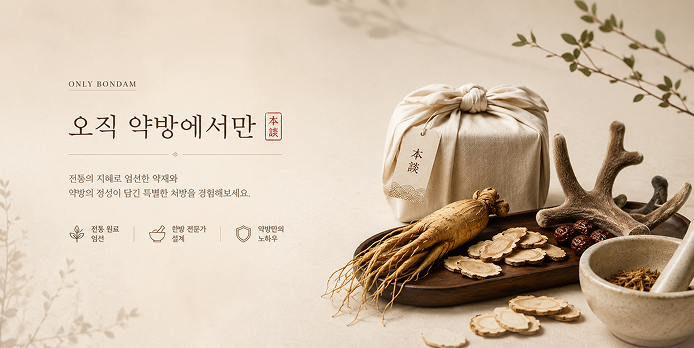 ONLY BONDAM
오직 약방에서만
本
談
전통의 지혜로 엄선한 약재와
약방의 정성이 담긴 특별한 처방을 경험해보세요.
전통 원료
엄선
한방 전문가
설계
약방만의
노하우
本
談